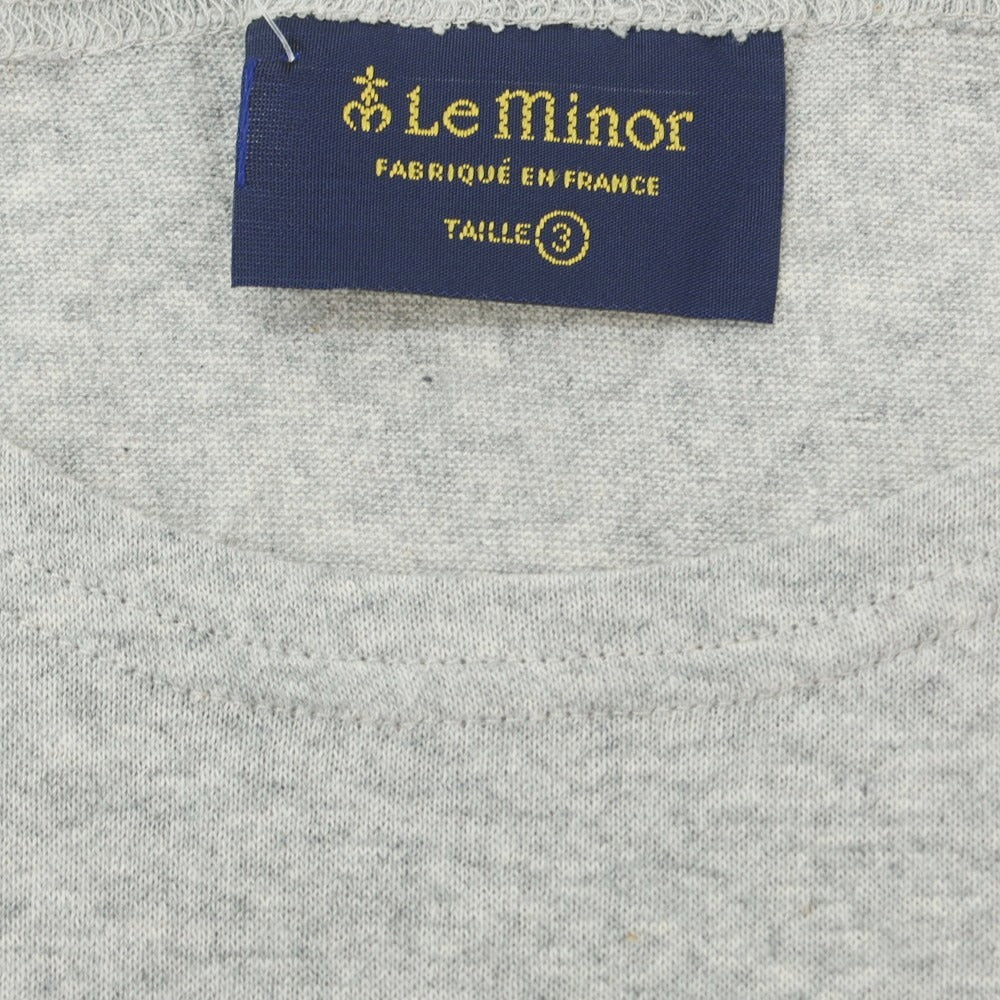 Le Minor
FABRIQUÉ EN FRANCE
TAILLE 3